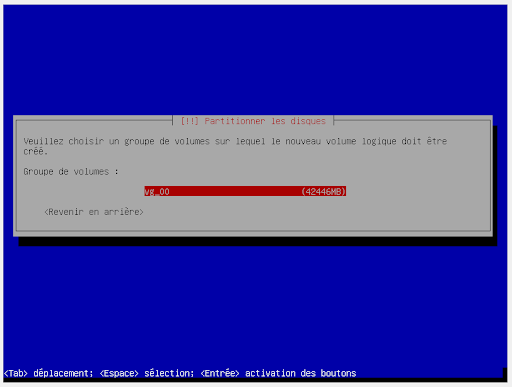 [!!] Partitionner les disques
Veuillez choisir un groupe de volumes sur lequel le nouveau volume logique doit être
créé.
Groupe de volumes :
vg_00 (42446MB)
<Revenir en arrière>
<Tab> déplacement; <Espace> sélection; <Entrée> activation des boutons